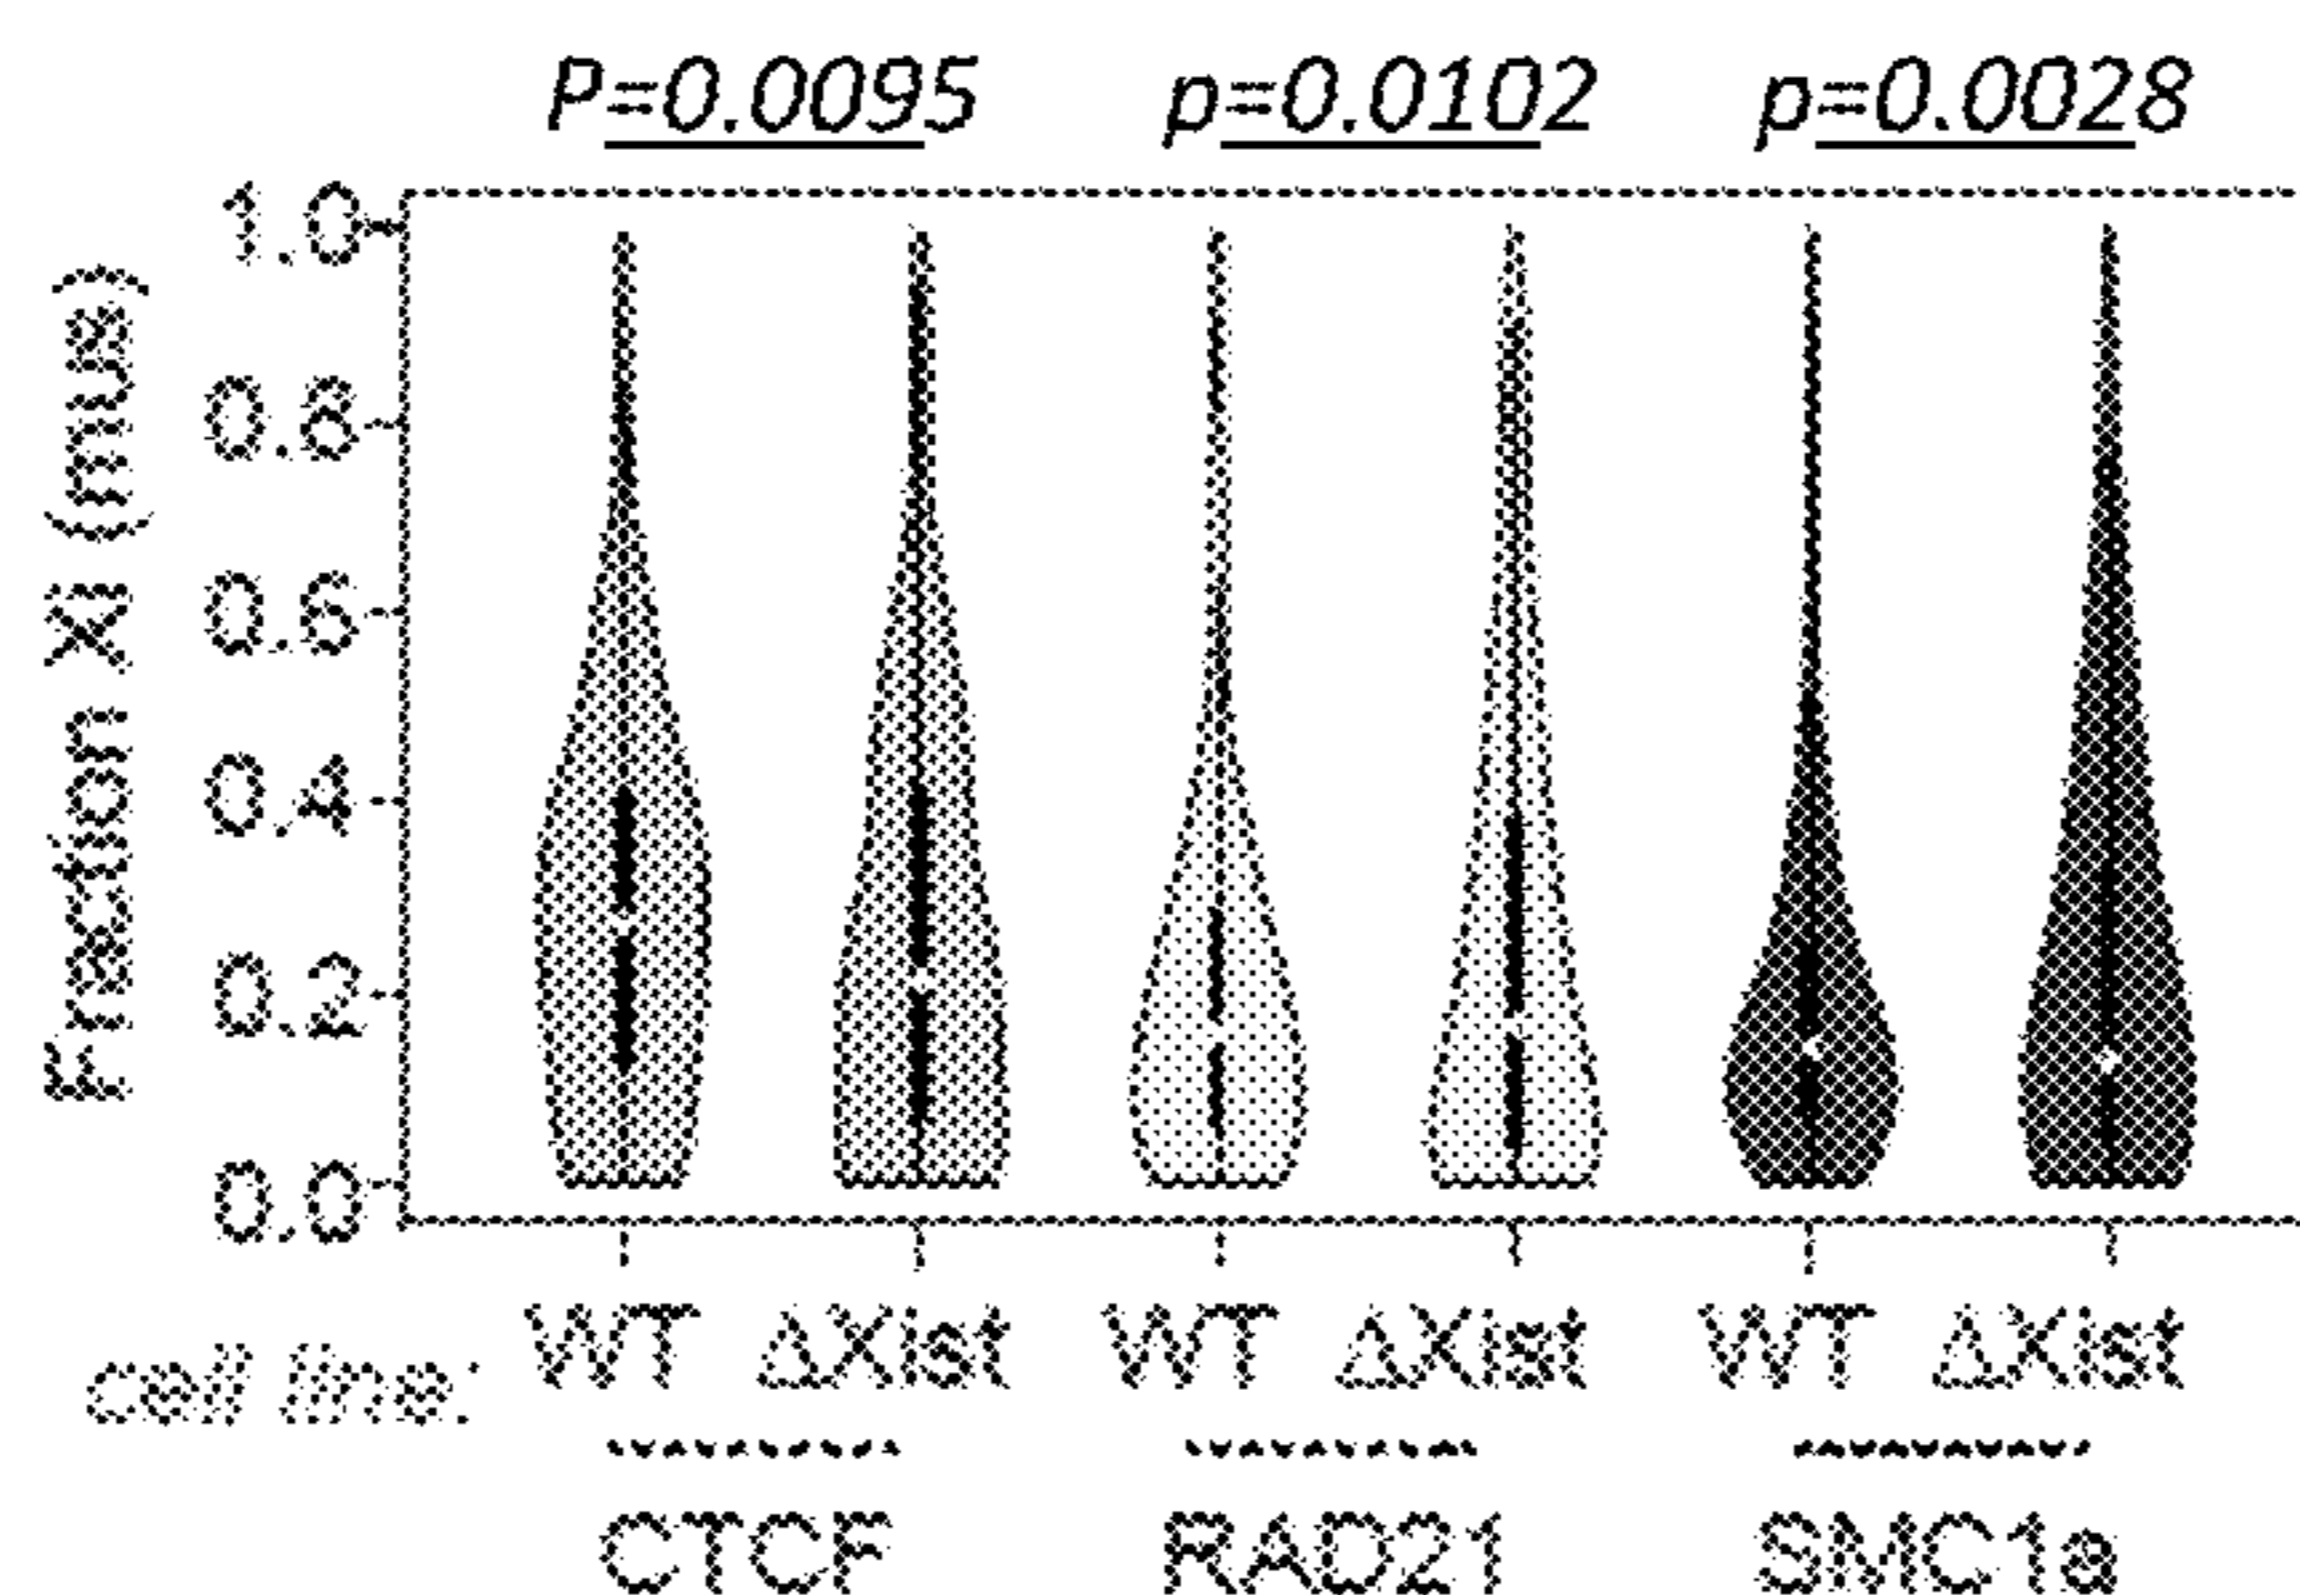 P=0.0095 p=0.0102 p=0.0028
Fraction Xi (mus)
1.0
0.8
0.6
0.4
0.2
0.0
cell line: WT ΔXist WT ΔXist WT ΔXist
CTCF RAD21 SMC1a